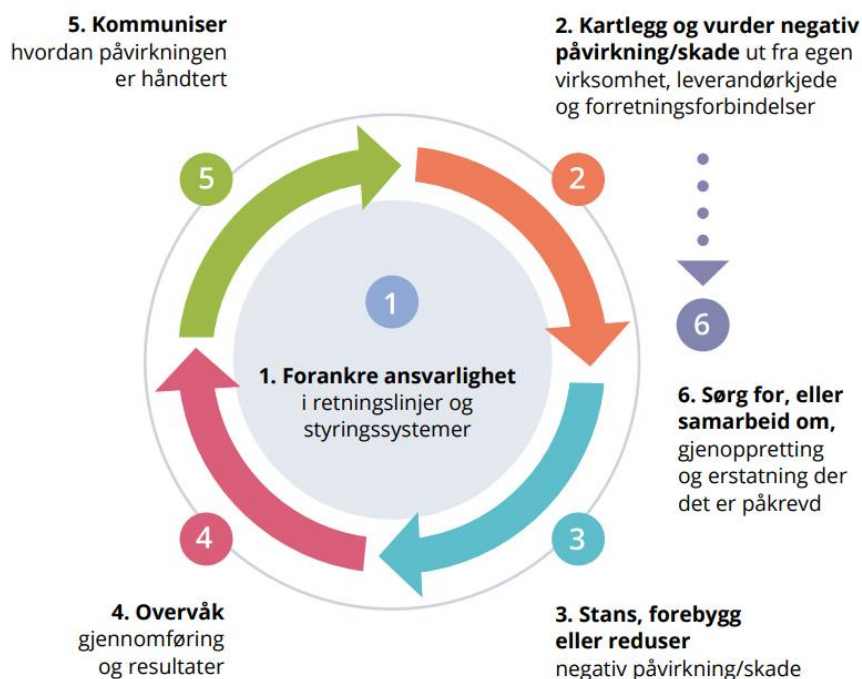 5. Kommuniser
hvordan påvirkningen
er håndtert
2. Kartlegg og vurder negativ
påvirkning/skade ut fra egen
virksomhet, leverandørkjede
og forretningsforbindelser
5
2
1
6
1. Forankre ansvarlighet
i retningslinjer og
styringssystemer
6. Sørg for, eller
samarbeid om,
gjenoppretting
og erstatning der
det er påkrevd
4
3
4. Overvåk
gjennomføring
og resultater
3. Stans, forebygg
eller reduser
negativ påvirkning/skade